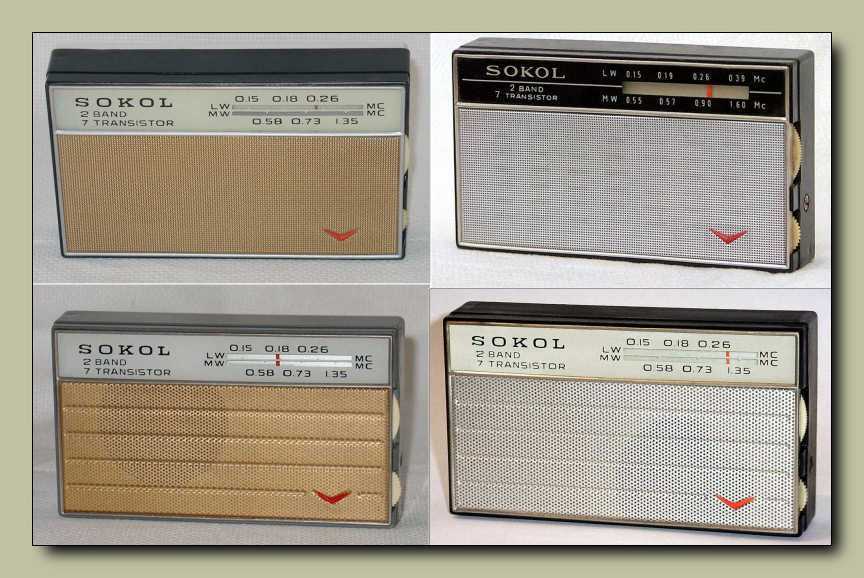 SOKOL
2 BAND
7 TRANSISTOR
0.15 0.18 0.26
LW MC
MW MC
0.58 0.73 1.35
SOKOL
2 BAND
7 TRANSISTOR
LW 0.15 0.19 0.26 0.39 Mc
MW 0.55 0.57 0.90 1.60 Mc
SOKOL
2 BAND
7 TRANSISTOR
0.15 0.18 0.26
LW MC
MW MC
0.58 0.73 1.35
SOKOL
2 BAND
7 TRANSISTOR
0.15 0.18 0.26
LW MC
MW MC
0.58 0.73 1.35